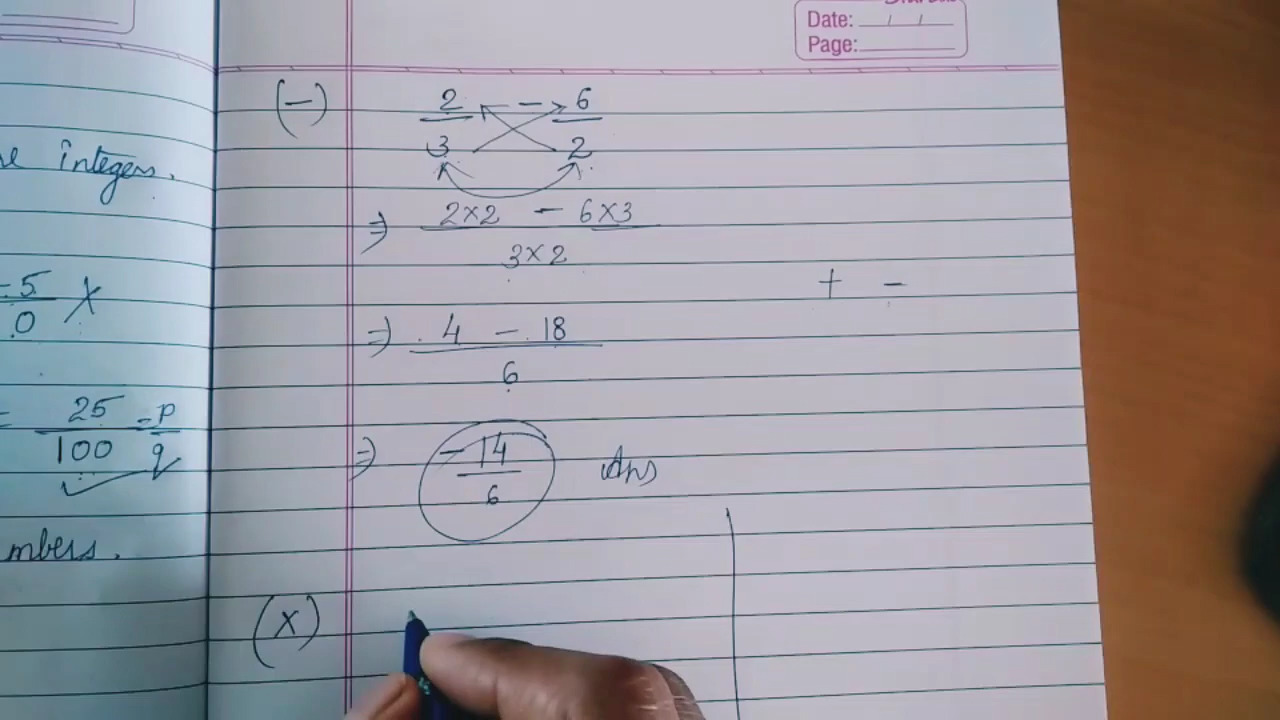 Date: / /
Page:
(−) 2/3 − 6/2
⇒ 2×2 − 6×3 / 3×2
+ −
⇒ 4 − 18 / 6
⇒ −14/6 Ans
(×)
integers.
−5/0 X
= 25/100 = p/q
mbers.